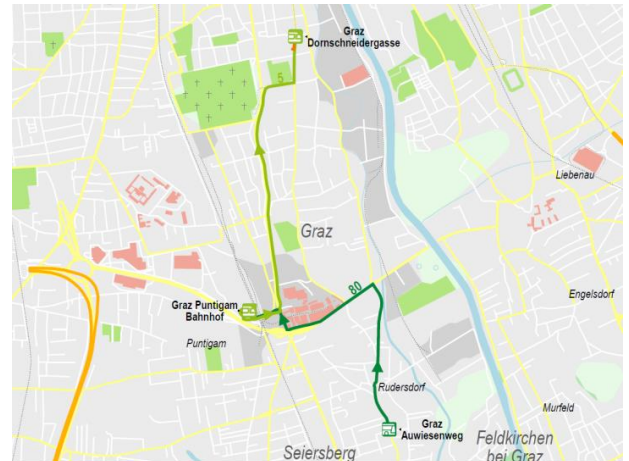 Graz
Dornschneidergasse
5
Liebenau
Graz
80
Engelsdorf
Graz Puntigam
Bahnhof
Puntigam
Rudersdorf
Murfeld
Graz
Auwiesenweg
Feldkirchen
bei Graz
Seiersberg